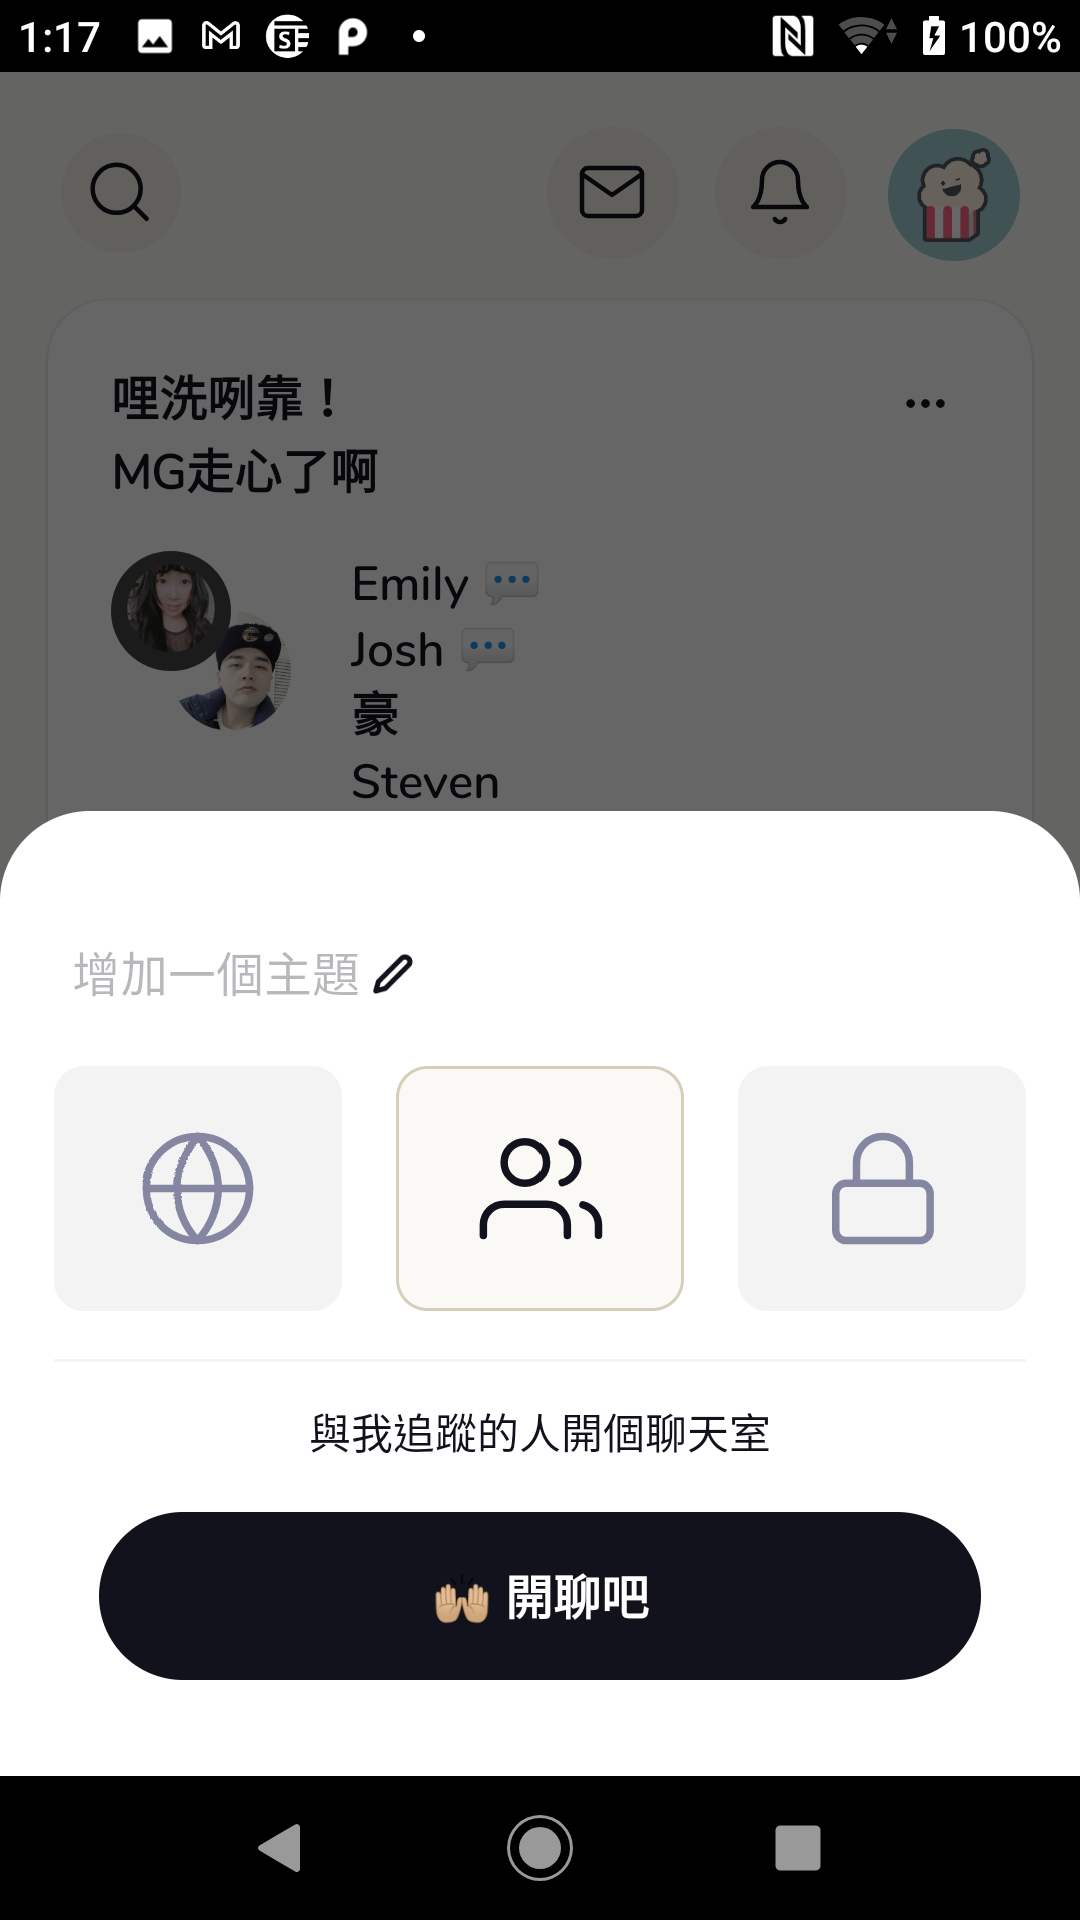 1:17
100%
哩洗咧靠！
MG走心了啊
Emily 💬
Josh 💬
豪
Steven
增加一個主題
與我追蹤的人開個聊天室
🙌🏼 開聊吧